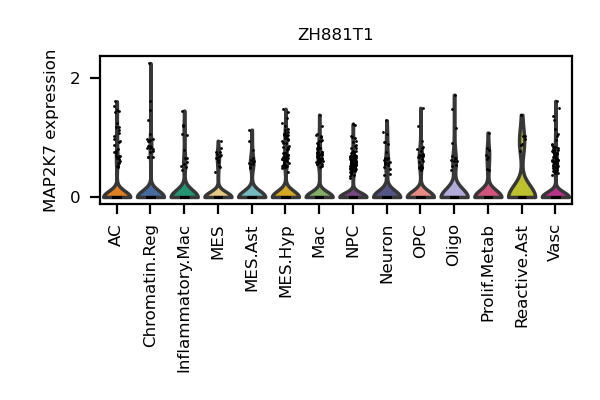 ZH881T1
MAP2K7 expression
2
0
AC
Chromatin.Reg
Inflammatory.Mac
MES
MES.Ast
MES.Hyp
Mac
NPC
Neuron
OPC
Oligo
Prolif.Metab
Reactive.Ast
Vasc